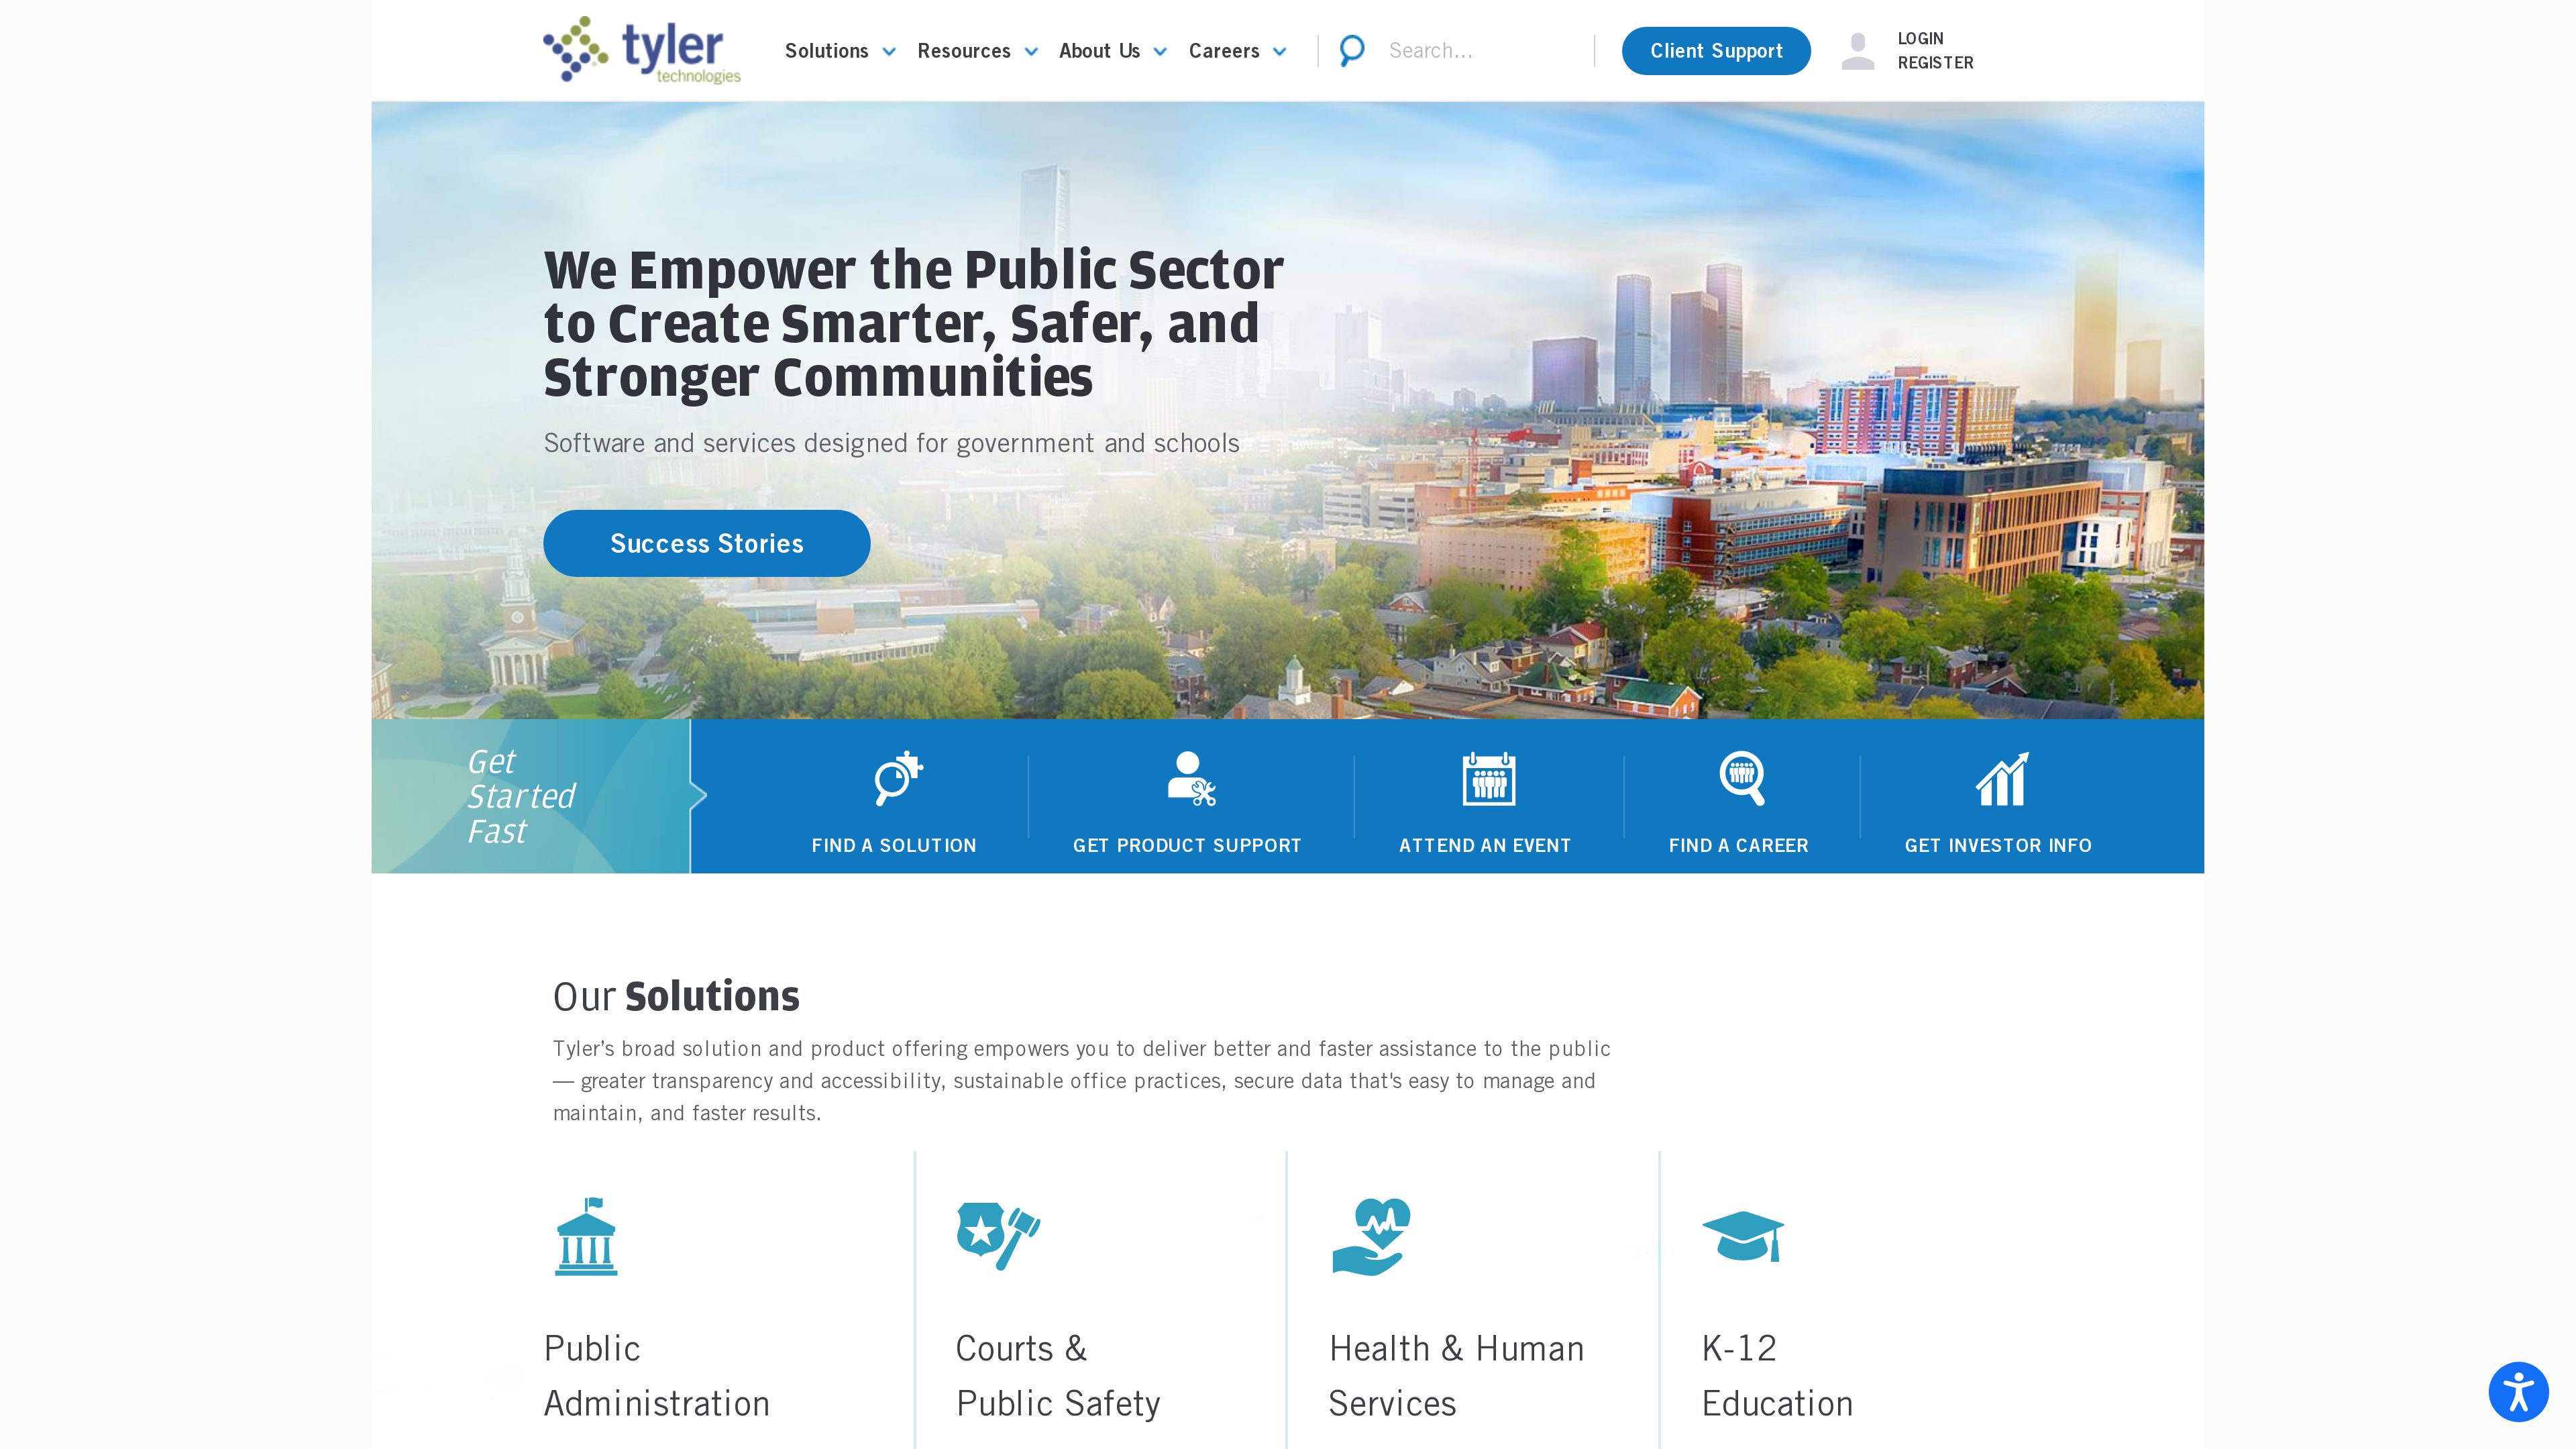 tyler
technologies
Solutions
Resources
About Us
Careers
Search...
Client Support
LOGIN
REGISTER
We Empower the Public Sector
to Create Smarter, Safer, and
Stronger Communities
Software and services designed for government and schools
Success Stories
Get
Started
Fast
FIND A SOLUTION
GET PRODUCT SUPPORT
ATTEND AN EVENT
FIND A CAREER
GET INVESTOR INFO
Our Solutions
Tyler’s broad solution and product offering empowers you to deliver better and faster assistance to the public
— greater transparency and accessibility, sustainable office practices, secure data that's easy to manage and
maintain, and faster results.
Public
Administration
Courts &
Public Safety
Health & Human
Services
K-12
Education